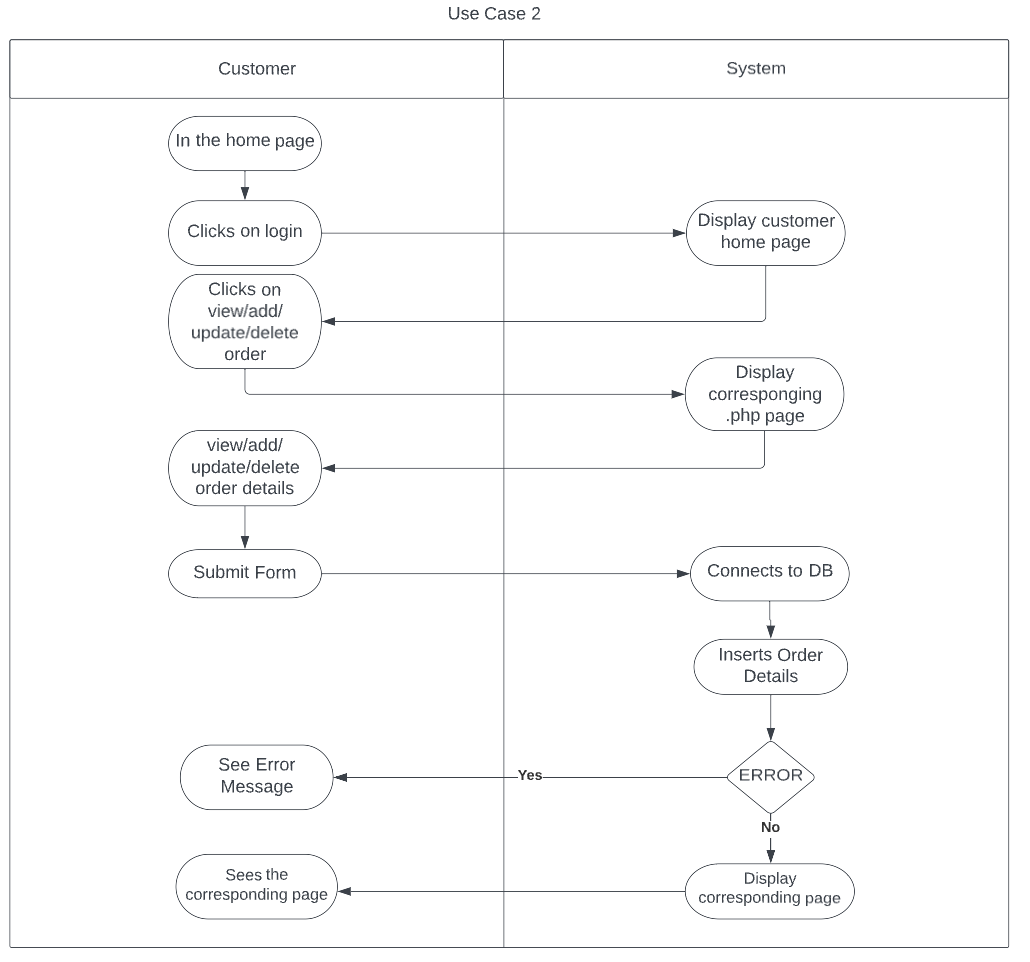 Use Case 2
Customer
System
In the home page
Clicks on login
Display customer
home page
Clicks on
view/add/
update/delete
order
Display
corresponging
.php page
view/add/
update/delete
order details
Submit Form
Connects to DB
Inserts Order
Details
ERROR
Yes
See Error
Message
No
Display
corresponding page
Sees the
corresponding page